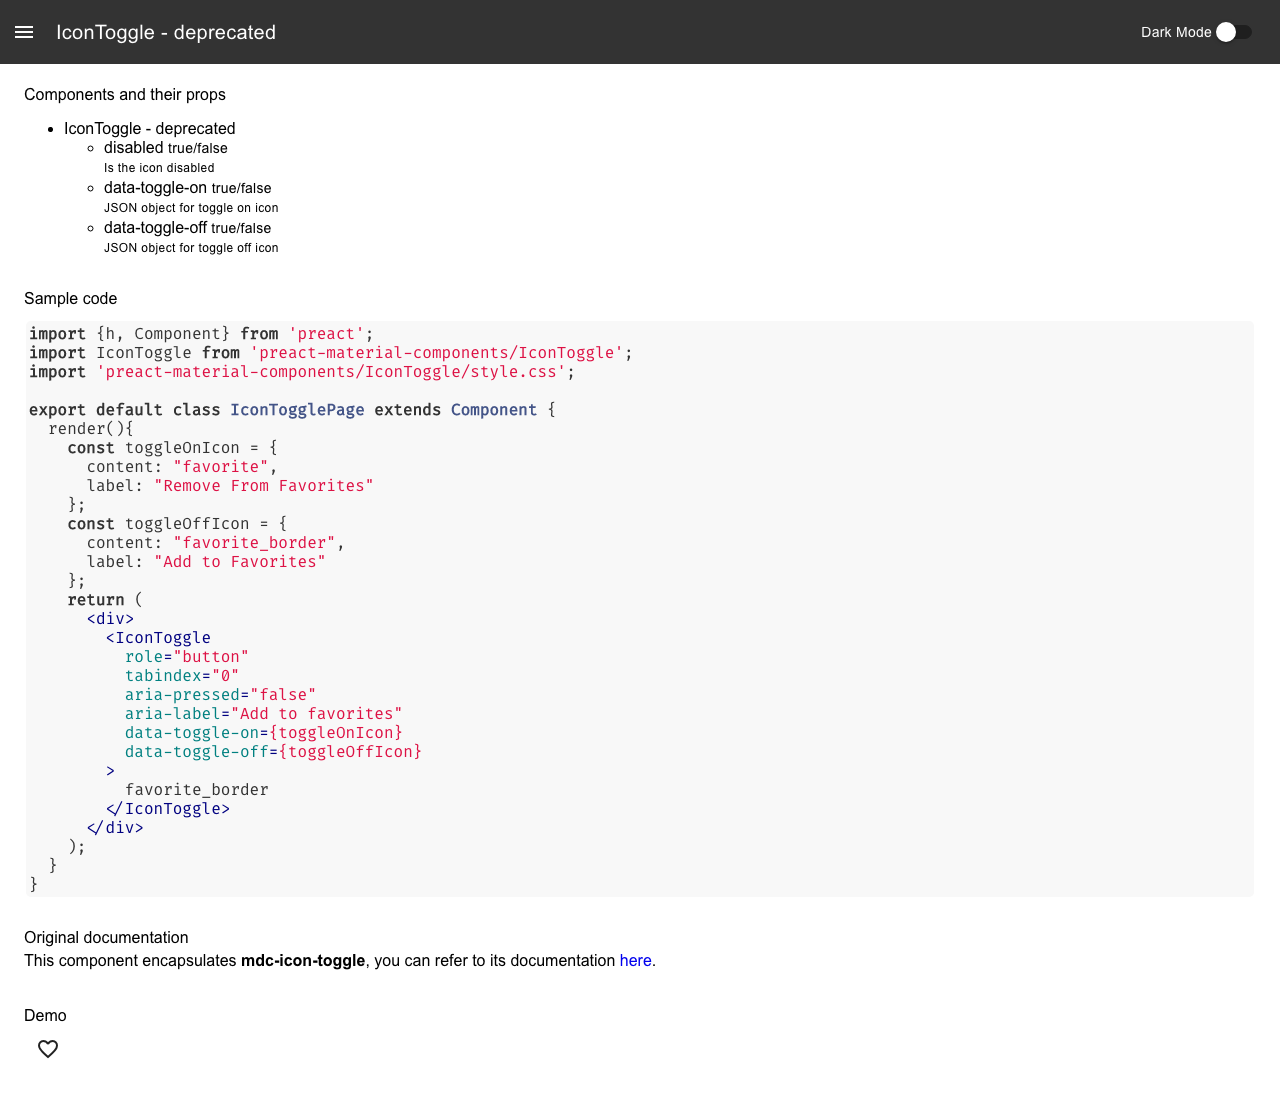 IconToggle - deprecated
Dark Mode
Components and their props
IconToggle - deprecated
disabled true/false
Is the icon disabled
data-toggle-on true/false
JSON object for toggle on icon
data-toggle-off true/false
JSON object for toggle off icon
Sample code
import {h, Component} from 'preact';
import IconToggle from 'preact-material-components/IconToggle';
import 'preact-material-components/IconToggle/style.css';
export default class IconTogglePage extends Component {
render(){
const toggleOnIcon = {
content: "favorite",
label: "Remove From Favorites"
};
const toggleOffIcon = {
content: "favorite_border",
label: "Add to Favorites"
};
return (
<div>
<IconToggle
role="button"
tabindex="0"
aria-pressed="false"
aria-label="Add to favorites"
data-toggle-on={toggleOnIcon}
data-toggle-off={toggleOffIcon}
>
favorite_border
</IconToggle>
</div>
);
}
}
Original documentation
This component encapsulates mdc-icon-toggle, you can refer to its documentation here.
Demo